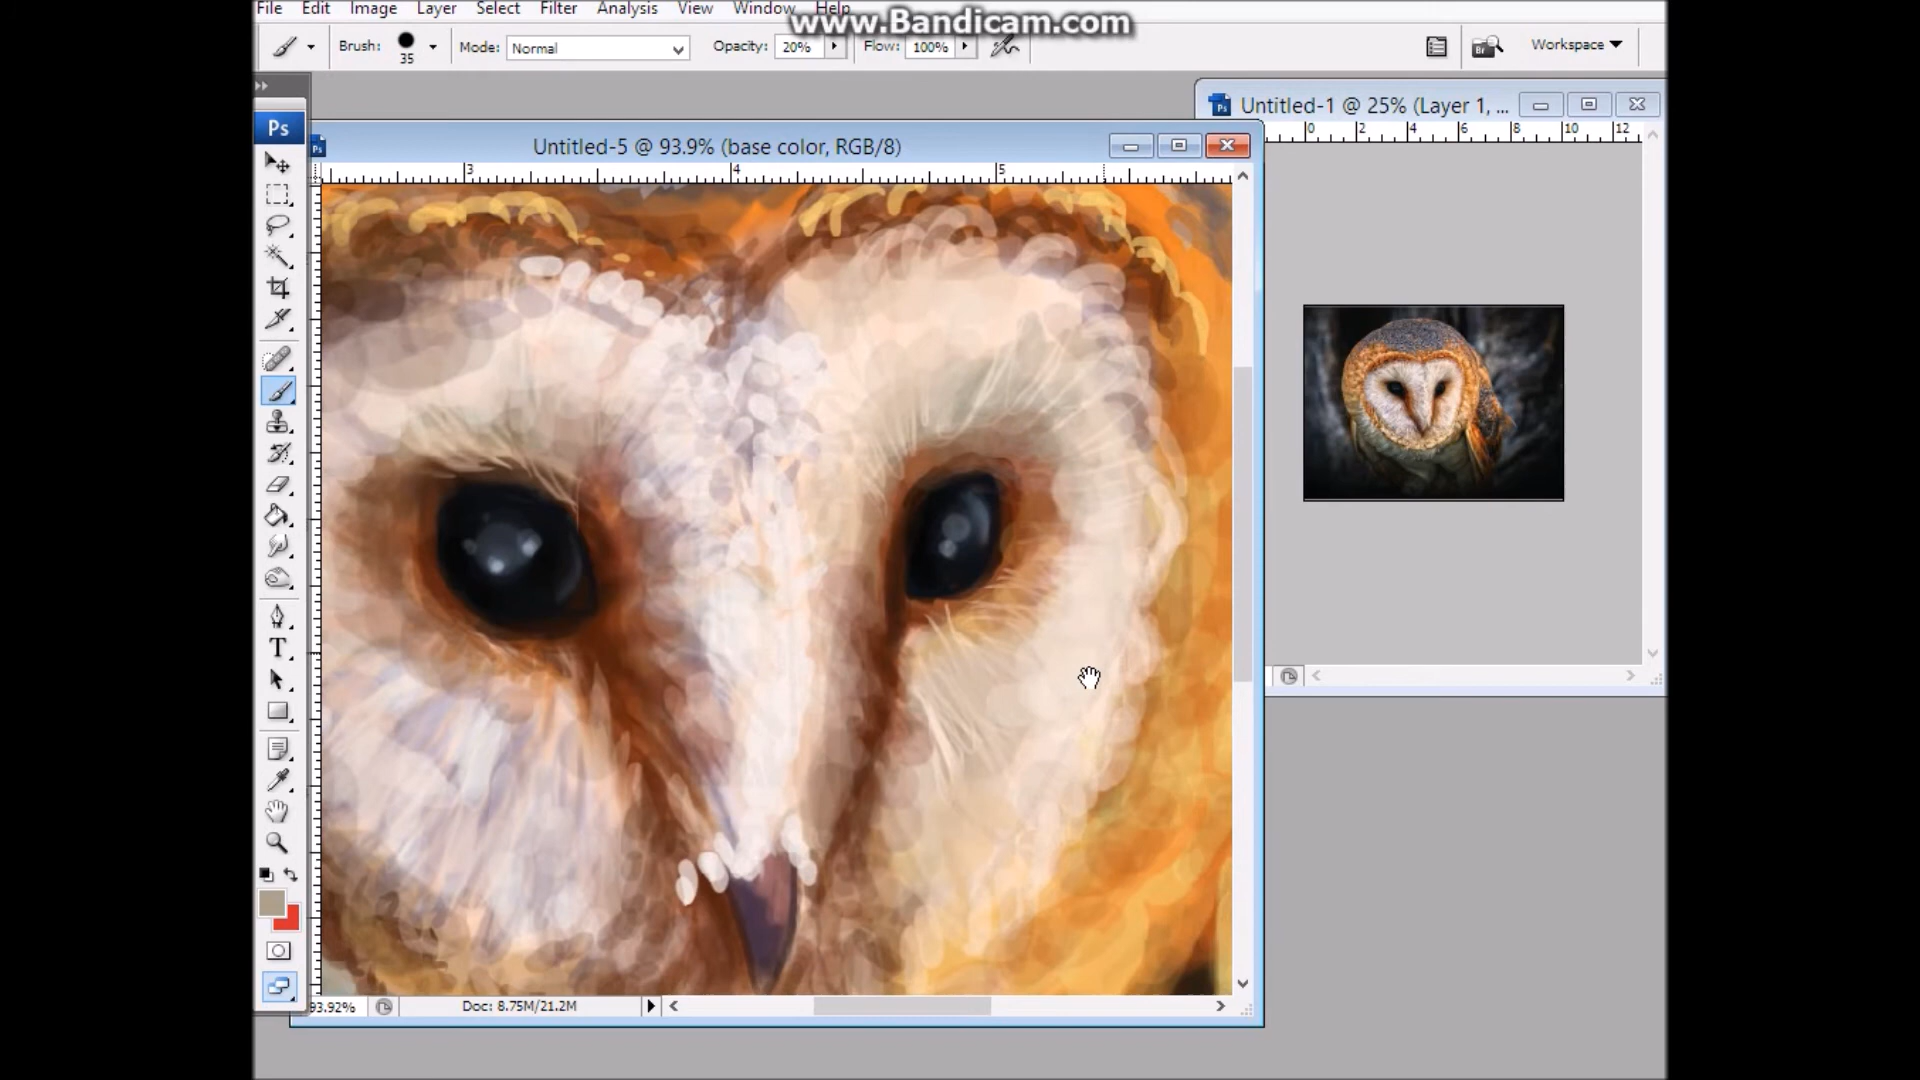 File Edit Image Layer Select Filter Analysis View Window Help
www.Bandicam.com
Brush: 35 Mode: Normal Opacity: 20% Flow: 100% Br Workspace
Ps
Untitled-1 @ 25% (Layer 1, ...
0 2 4 6 8 10 12
Untitled-5 @ 93.9% (base color, RGB/8)
3 4 5
T
93.92% Doc: 8.75M/21.2M